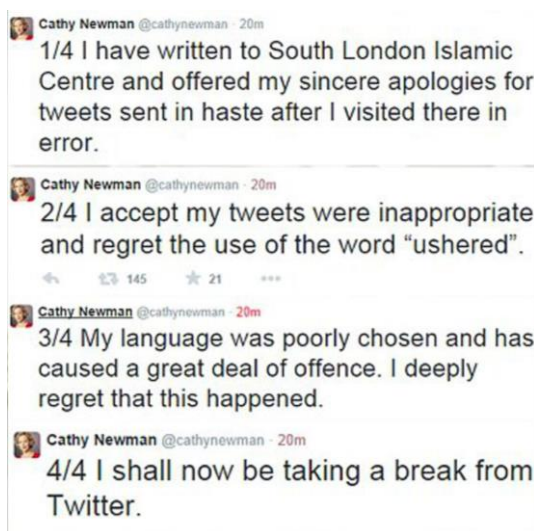 Cathy Newman @cathynewman · 20m
1/4 I have written to South London Islamic
Centre and offered my sincere apologies for
tweets sent in haste after I visited there in
error.
Cathy Newman @cathynewman · 20m
2/4 I accept my tweets were inappropriate
and regret the use of the word “ushered”.
145 21
Cathy Newman @cathynewman · 20m
3/4 My language was poorly chosen and has
caused a great deal of offence. I deeply
regret that this happened.
Cathy Newman @cathynewman · 20m
4/4 I shall now be taking a break from
Twitter.